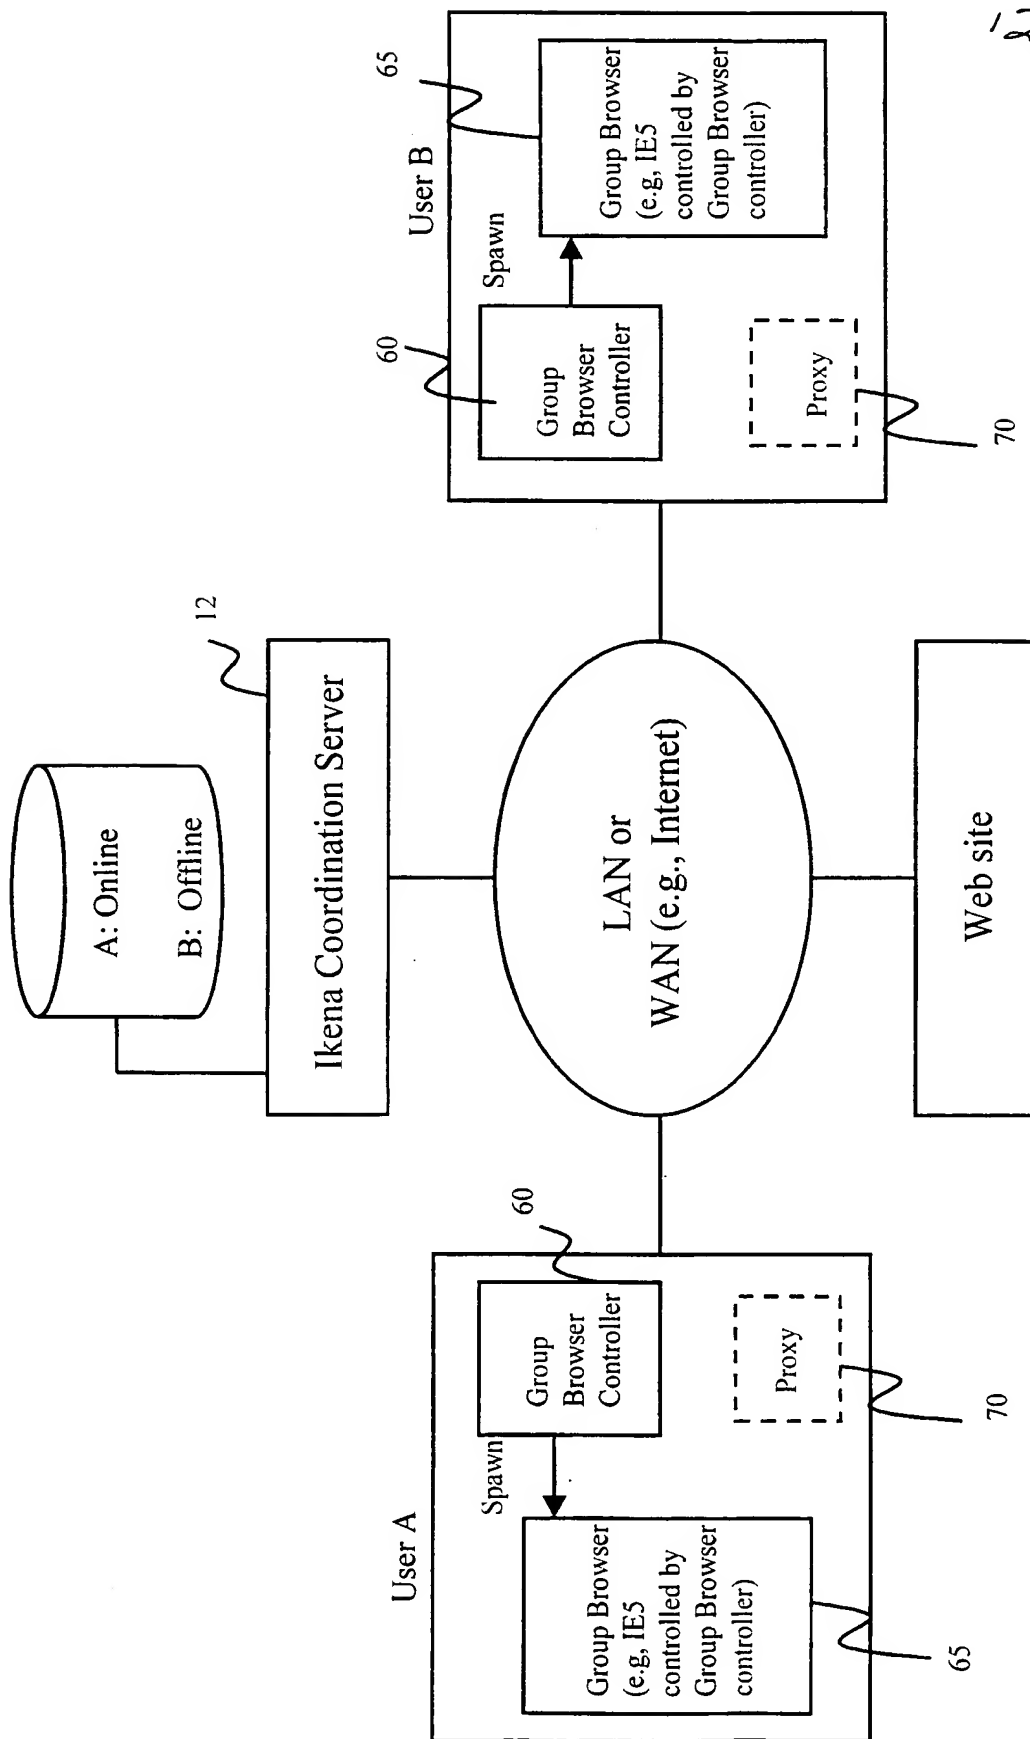 A: Online
B: Offline
12
Ikena Coordination Server
User A
User B
Group Browser
(e.g, IE5
controlled by
Group Browser
controller)
65
Spawn
Group
Browser
Controller
60
Proxy
70
LAN or
WAN (e.g., Internet)
60
Group
Browser
Controller
Spawn
65
Group Browser
(e.g, IE5
controlled by
Group Browser
controller)
Proxy
70
Web site